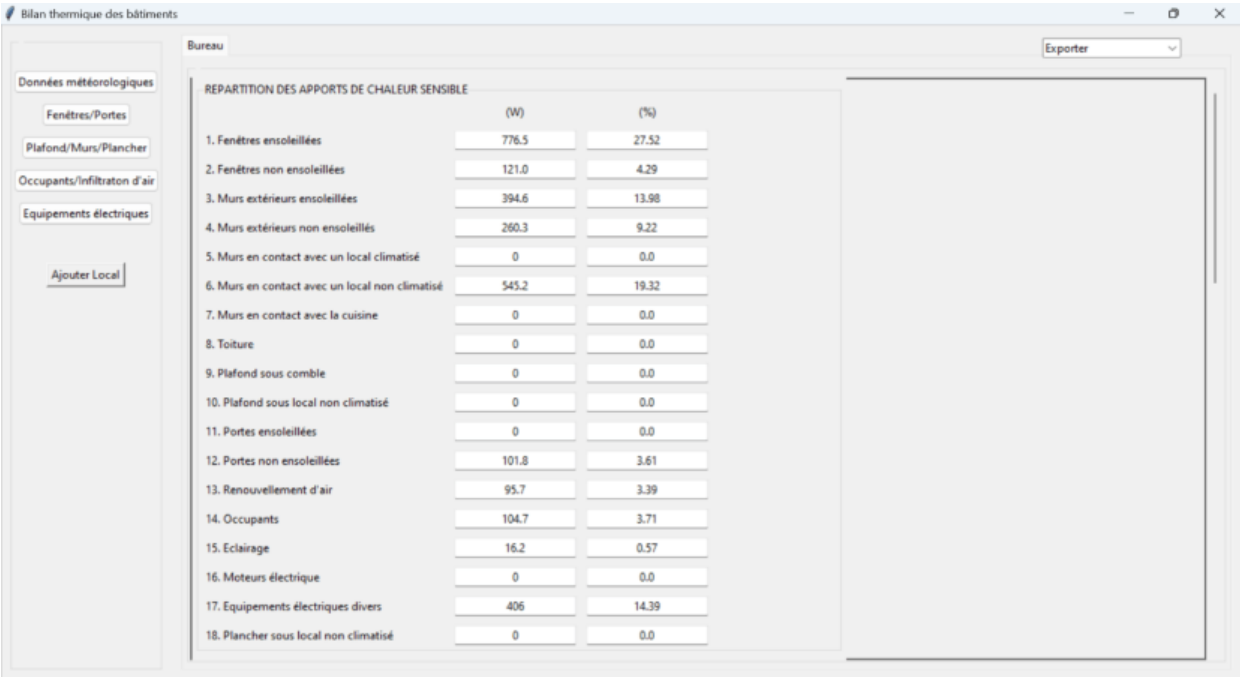 Bilan thermique des bâtiments
Bureau
Exporter
Données météorologiques
Fenêtres/Portes
Plafond/Murs/Plancher
Occupants/Infiltraton d'air
Equipements électriques
Ajouter Local
REPARTITION DES APPORTS DE CHALEUR SENSIBLE
(W) (%)
1. Fenêtres ensoleillées 776.5 27.52
2. Fenêtres non ensoleillées 121.0 4.29
3. Murs extérieurs ensoleillées 394.6 13.98
4. Murs extérieurs non ensoleillés 260.3 9.22
5. Murs en contact avec un local climatisé 0 0.0
6. Murs en contact avec un local non climatisé 545.2 19.32
7. Murs en contact avec la cuisine 0 0.0
8. Toiture 0 0.0
9. Plafond sous comble 0 0.0
10. Plafond sous local non climatisé 0 0.0
11. Portes ensoleillées 0 0.0
12. Portes non ensoleillées 101.8 3.61
13. Renouvellement d'air 95.7 3.39
14. Occupants 104.7 3.71
15. Eclairage 16.2 0.57
16. Moteurs électrique 0 0.0
17. Equipements électriques divers 406 14.39
18. Plancher sous local non climatisé 0 0.0